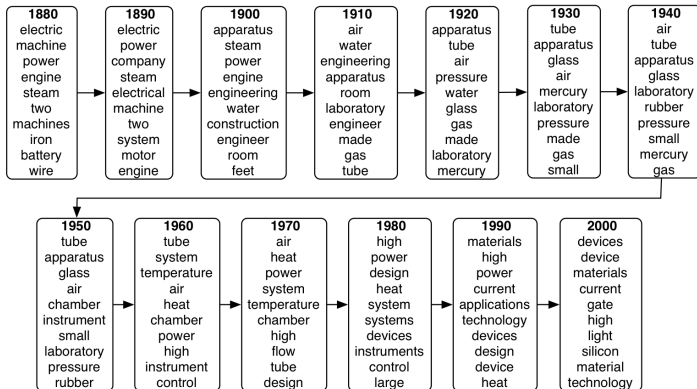 1880
electric
machine
power
engine
steam
two
machines
iron
battery
wire
1890
electric
power
company
steam
electrical
machine
two
system
motor
engine
1900
apparatus
steam
power
engine
engineering
water
construction
engineer
room
feet
1910
air
water
engineering
apparatus
room
laboratory
engineer
made
gas
tube
1920
apparatus
tube
air
pressure
water
glass
gas
made
laboratory
mercury
1930
tube
apparatus
glass
air
mercury
laboratory
pressure
made
gas
small
1940
air
tube
apparatus
glass
laboratory
rubber
pressure
small
mercury
gas
1950
tube
apparatus
glass
air
chamber
instrument
small
laboratory
pressure
rubber
1960
tube
system
temperature
air
heat
chamber
power
high
instrument
control
1970
air
heat
power
system
temperature
chamber
high
flow
tube
design
1980
high
power
design
heat
system
systems
devices
instruments
control
large
1990
materials
high
power
current
applications
technology
devices
design
device
heat
2000
devices
device
materials
current
gate
high
light
silicon
material
technology